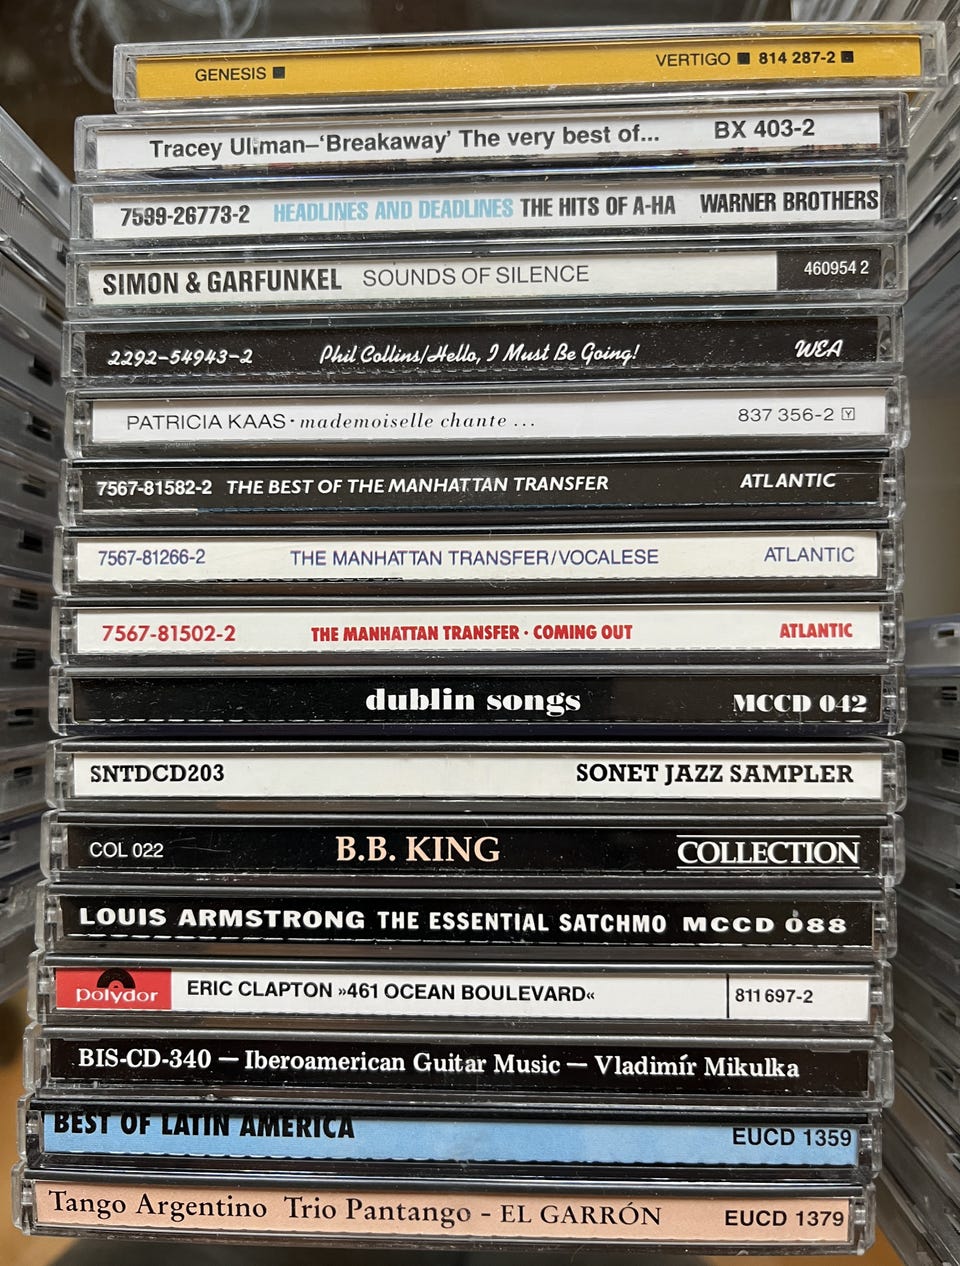 GENESIS ■ VERTIGO ■ 814 287-2 ■
Tracey Ullman–'Breakaway' The very best of... BX 403-2
7599-26773-2 HEADLINES AND DEADLINES THE HITS OF A-HA WARNER BROTHERS
SIMON & GARFUNKEL SOUNDS OF SILENCE 460954 2
2292-54943-2 Phil Collins/Hello, I Must Be Going! WEA
PATRICIA KAAS · mademoiselle chante ... 837 356-2 Y
7567-81582-2 THE BEST OF THE MANHATTAN TRANSFER ATLANTIC
7567-81266-2 THE MANHATTAN TRANSFER/VOCALESE ATLANTIC
7567-81502-2 THE MANHATTAN TRANSFER · COMING OUT ATLANTIC
dublin songs MCCD 042
SNTDCD203 SONET JAZZ SAMPLER
COL 022 B.B. KING COLLECTION
LOUIS ARMSTRONG THE ESSENTIAL SATCHMO MCCD 088
polydor ERIC CLAPTON »461 OCEAN BOULEVARD« 811 697-2
BIS-CD-340 — Iberoamerican Guitar Music — Vladimír Mikulka
BEST OF LATIN AMERICA EUCD 1359
Tango Argentino Trio Pantango - EL GARRÓN EUCD 1379